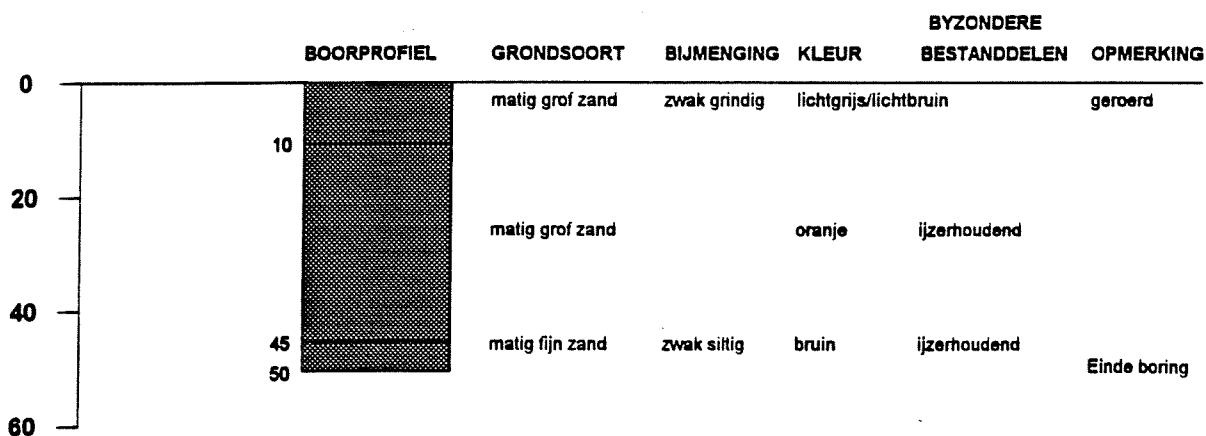 BYZONDERE
BOORPROFIEL GRONDSOORT BIJMENGING KLEUR BESTANDDELEN OPMERKING
0
matig grof zand zwak grindig lichtgrijs/lichtbruin geroerd
10
20
matig grof zand oranje ijzerhoudend
40
45 matig fijn zand zwak siltig bruin ijzerhoudend
50 Einde boring
60